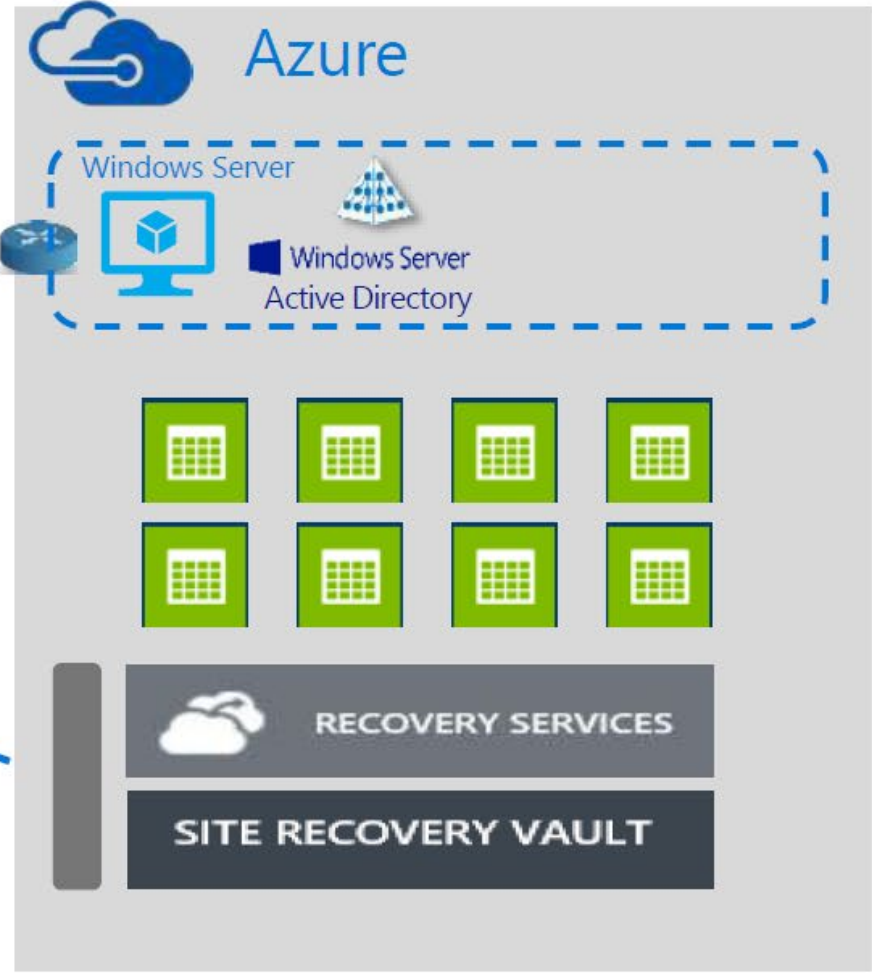 Azure
Windows Server
Windows Server
Active Directory
RECOVERY SERVICES
SITE RECOVERY VAULT